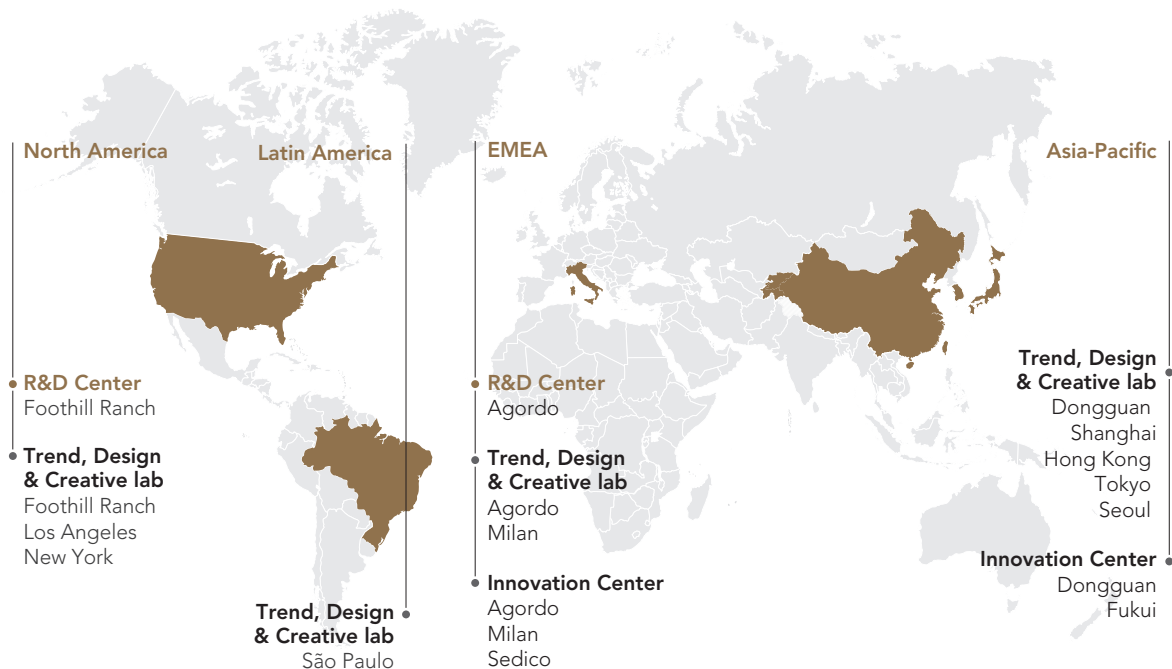 North America
R&D Center
Foothill Ranch
Trend, Design
& Creative lab
Foothill Ranch
Los Angeles
New York
Latin America
Trend, Design
& Creative lab
São Paulo
EMEA
R&D Center
Agordo
Trend, Design
& Creative lab
Agordo
Milan
Innovation Center
Agordo
Milan
Sedico
Asia-Pacific
Trend, Design
& Creative lab
Dongguan
Shanghai
Hong Kong
Tokyo
Seoul
Innovation Center
Dongguan
Fukui